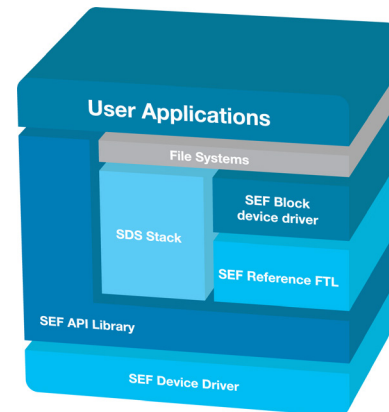 User Applications
File Systems
SEF Block
device driver
SDS Stack
SEF Reference FTL
SEF API Library
SEF Device Driver